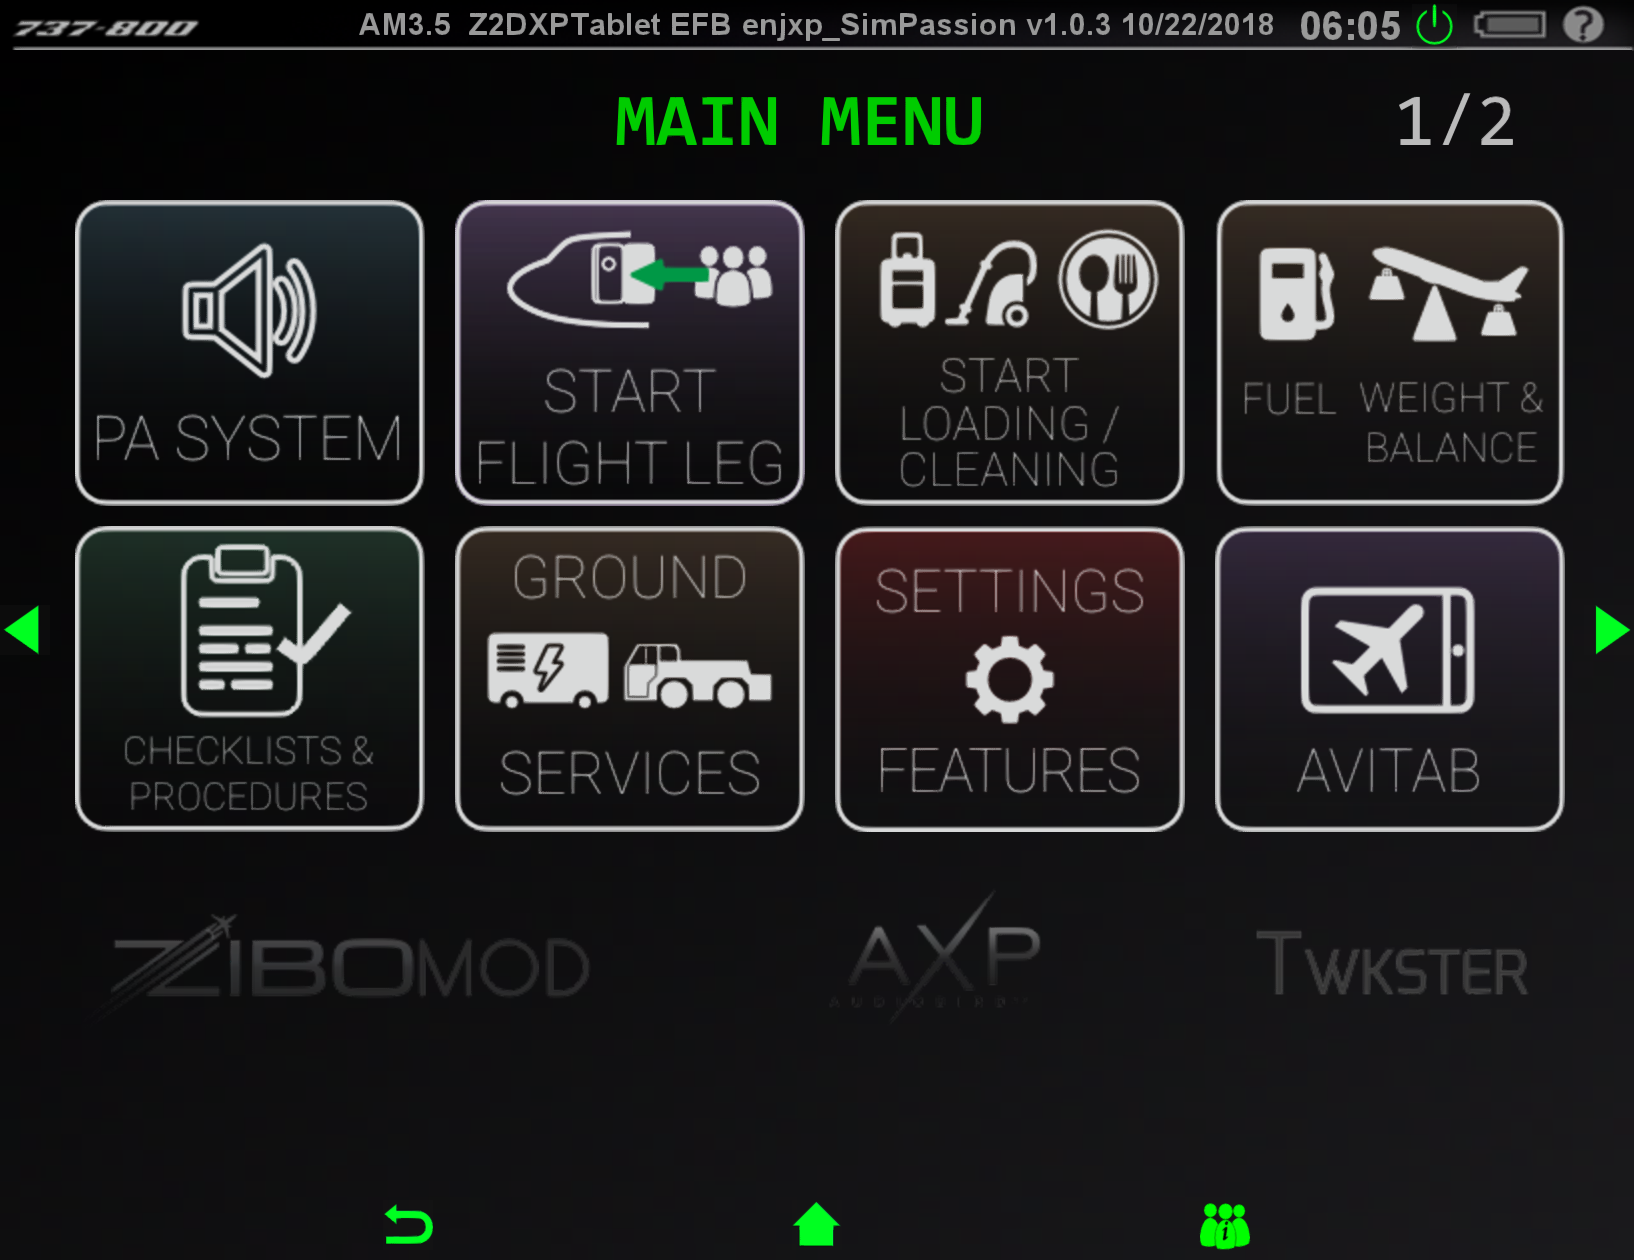 737-800 AM3.5 Z2DXPTablet EFB enjxp_SimPassion v1.0.3 10/22/2018 06:05 ?
MAIN MENU 1/2
PA SYSTEM
START
FLIGHT LEG
START
LOADING /
CLEANING
FUEL
WEIGHT &
BALANCE
CHECKLISTS &
PROCEDURES
GROUND
SERVICES
SETTINGS
FEATURES
AVITAB
ZIBOMOD
AXP
TWKSTER
i